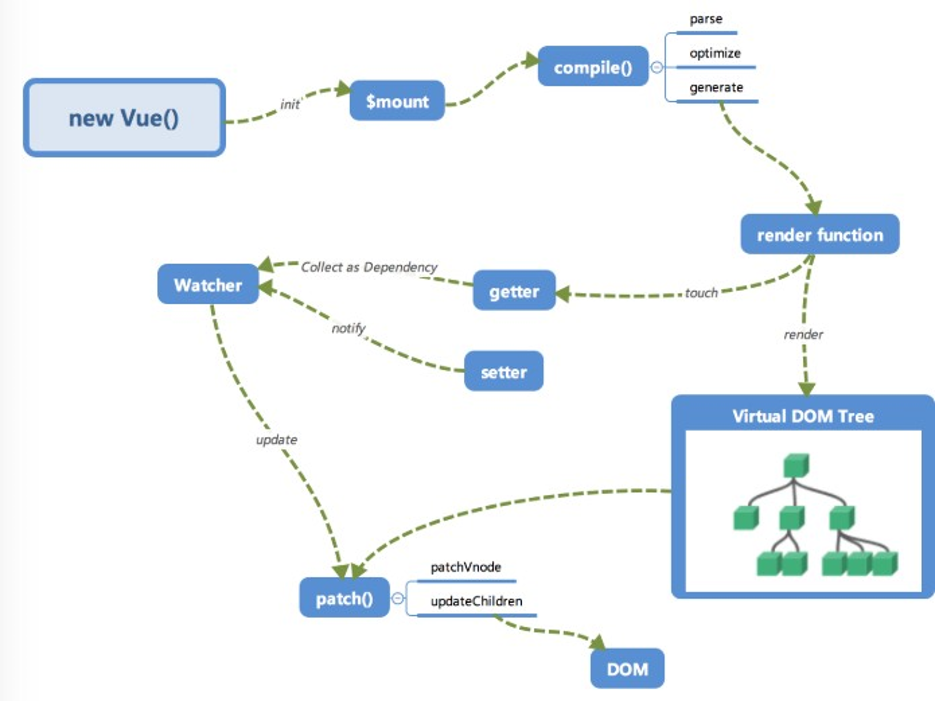 parse
optimize
compile()
generate
new Vue()
init
$mount
render function
Collect as Dependency
Watcher
getter
touch
notify
render
setter
Virtual DOM Tree
update
patchVnode
patch()
updateChildren
DOM